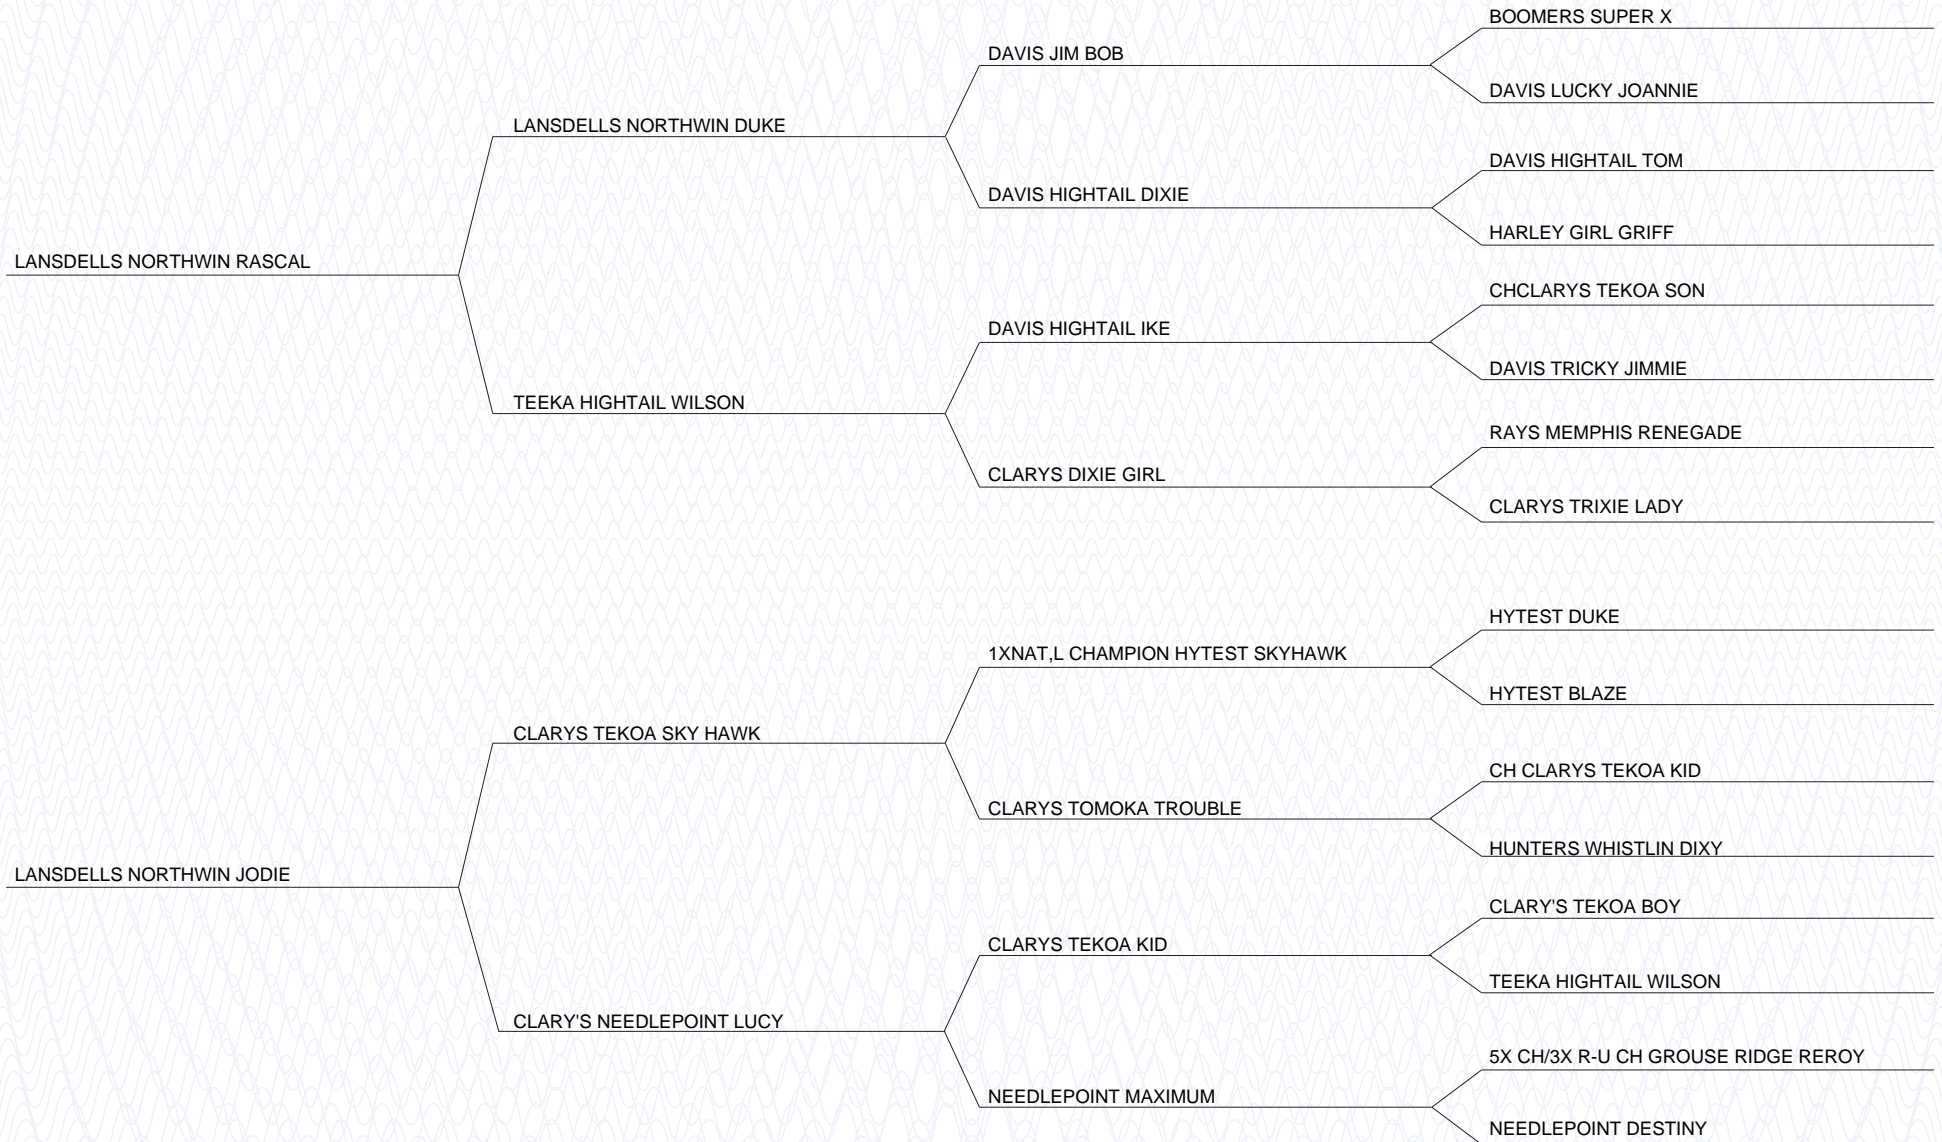 BOOMERS SUPER X
DAVIS JIM BOB
DAVIS LUCKY JOANNIE
LANSDELLS NORTHWIN DUKE
DAVIS HIGHTAIL TOM
DAVIS HIGHTAIL DIXIE
HARLEY GIRL GRIFF
LANSDELLS NORTHWIN RASCAL
CHCLARYS TEKOA SON
DAVIS HIGHTAIL IKE
DAVIS TRICKY JIMMIE
TEEKA HIGHTAIL WILSON
RAYS MEMPHIS RENEGADE
CLARYS DIXIE GIRL
CLARYS TRIXIE LADY
HYTEST DUKE
1XNAT,L CHAMPION HYTEST SKYHAWK
HYTEST BLAZE
CLARYS TEKOA SKY HAWK
CH CLARYS TEKOA KID
CLARYS TOMOKA TROUBLE
HUNTERS WHISTLIN DIXY
LANSDELLS NORTHWIN JODIE
CLARY'S TEKOA BOY
CLARYS TEKOA KID
TEEKA HIGHTAIL WILSON
CLARY'S NEEDLEPOINT LUCY
5X CH/3X R-U CH GROUSE RIDGE REROY
NEEDLEPOINT MAXIMUM
NEEDLEPOINT DESTINY